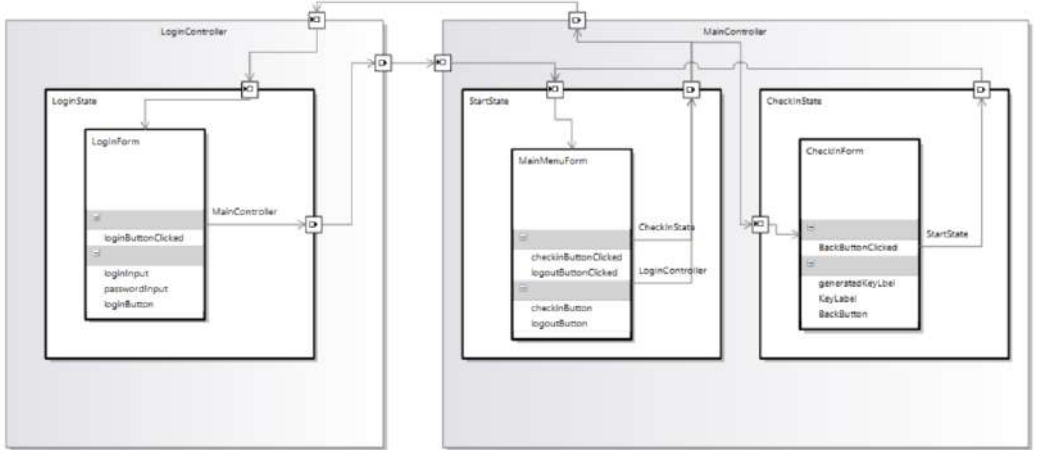 LoginController
MainController
LoginState
StartState
CheckInState
LoginForm
MainController
loginButtonClicked
loginInput
passwordInput
loginButton
MainMenuForm
CheckInState
checkinButtonClicked
logoutButtonClicked
LoginController
checkInButton
logoutButton
CheckInForm
StartState
BackButtonClicked
generatedKeyLbel
KeyLabel
BackButton